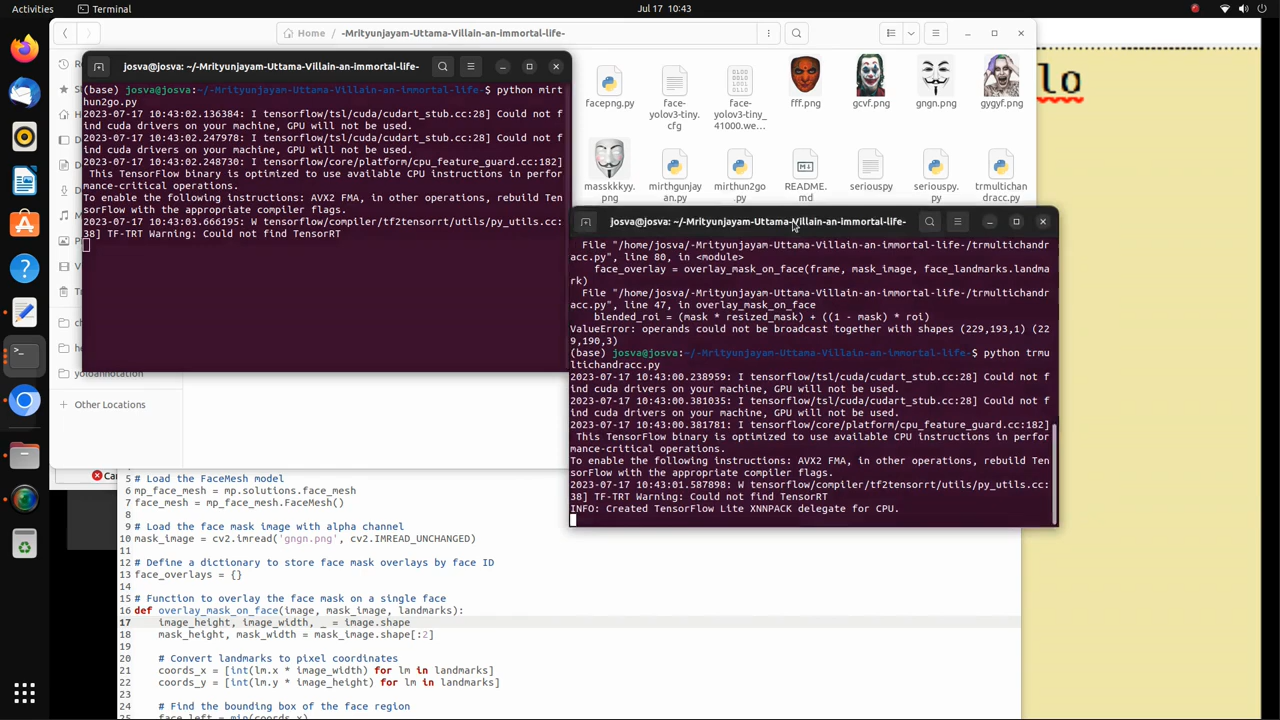 Activities
Terminal
Jul 17 10:43
Home / -Mrityunjayam-Uttama-Villain-an-immortal-life-
josva@josva: ~/-Mrityunjayam-Uttama-Villain-an-immortal-life-
(base) josva@josva:~/-Mrityunjayam-Uttama-Villain-an-immortal-life-$ python mirt
hun2go.py
2023-07-17 10:43:02.136384: I tensorflow/tsl/cuda/cudart_stub.cc:28] Could not f
ind cuda drivers on your machine, GPU will not be used.
2023-07-17 10:43:02.247978: I tensorflow/tsl/cuda/cudart_stub.cc:28] Could not f
ind cuda drivers on your machine, GPU will not be used.
2023-07-17 10:43:02.248730: I tensorflow/core/platform/cpu_feature_guard.cc:182]
This TensorFlow binary is optimized to use available CPU instructions in perfor
mance-critical operations.
To enable the following instructions: AVX2 FMA, in other operations, rebuild Ten
sorFlow with the appropriate compiler flags.
2023-07-17 10:43:03.666195: W tensorflow/compiler/tf2tensorrt/utils/py_utils.cc:
38] TF-TRT Warning: Could not find TensorRT
facepng.py
face-
yolov3-tiny.
cfg
face-
yolov3-tiny_
41000.we...
fff.png
gcvf.png
gngn.png
gygyf.png
masskkkyy.
png
mirthgunjay
an.py
mirthun2go
.py
README.
md
seriouspy
seriouspy.
py
trmultichan
dracc.py
lo
josva@josva: ~/-Mrityunjayam-Uttama-Villain-an-immortal-life-
File "/home/josva/-Mrityunjayam-Uttama-Villain-an-immortal-life-/trmultichandr
acc.py", line 80, in <module>
face_overlay = overlay_mask_on_face(frame, mask_image, face_landmarks.landma
rk)
File "/home/josva/-Mrityunjayam-Uttama-Villain-an-immortal-life-/trmultichandr
acc.py", line 47, in overlay_mask_on_face
blended_roi = (mask * resized_mask) + ((1 - mask) * roi)
ValueError: operands could not be broadcast together with shapes (229,193,1) (22
9,190,3)
(base) josva@josva:~/-Mrityunjayam-Uttama-Villain-an-immortal-life-$ python trmu
ltichandracc.py
2023-07-17 10:43:00.238959: I tensorflow/tsl/cuda/cudart_stub.cc:28] Could not f
ind cuda drivers on your machine, GPU will not be used.
2023-07-17 10:43:00.381035: I tensorflow/tsl/cuda/cudart_stub.cc:28] Could not f
ind cuda drivers on your machine, GPU will not be used.
2023-07-17 10:43:00.381781: I tensorflow/core/platform/cpu_feature_guard.cc:182]
This TensorFlow binary is optimized to use available CPU instructions in perfor
mance-critical operations.
To enable the following instructions: AVX2 FMA, in other operations, rebuild Ten
sorFlow with the appropriate compiler flags.
2023-07-17 10:43:01.587898: W tensorflow/compiler/tf2tensorrt/utils/py_utils.cc:
38] TF-TRT Warning: Could not find TensorRT
INFO: Created TensorFlow Lite XNNPACK delegate for CPU.
yoloannotation
+ Other Locations
5 # Load the FaceMesh model
6 mp_face_mesh = mp.solutions.face_mesh
7 face_mesh = mp_face_mesh.FaceMesh()
8
9 # Load the face mask image with alpha channel
10 mask_image = cv2.imread('gngn.png', cv2.IMREAD_UNCHANGED)
11
12 # Define a dictionary to store face mask overlays by face ID
13 face_overlays = {}
14
15 # Function to overlay the face mask on a single face
16 def overlay_mask_on_face(image, mask_image, landmarks):
17 image_height, image_width, _ = image.shape
18 mask_height, mask_width = mask_image.shape[:2]
19
20 # Convert landmarks to pixel coordinates
21 coords_x = [int(lm.x * image_width) for lm in landmarks]
22 coords_y = [int(lm.y * image_height) for lm in landmarks]
23
24 # Find the bounding box of the face region
25 face_left = min(coords_x)